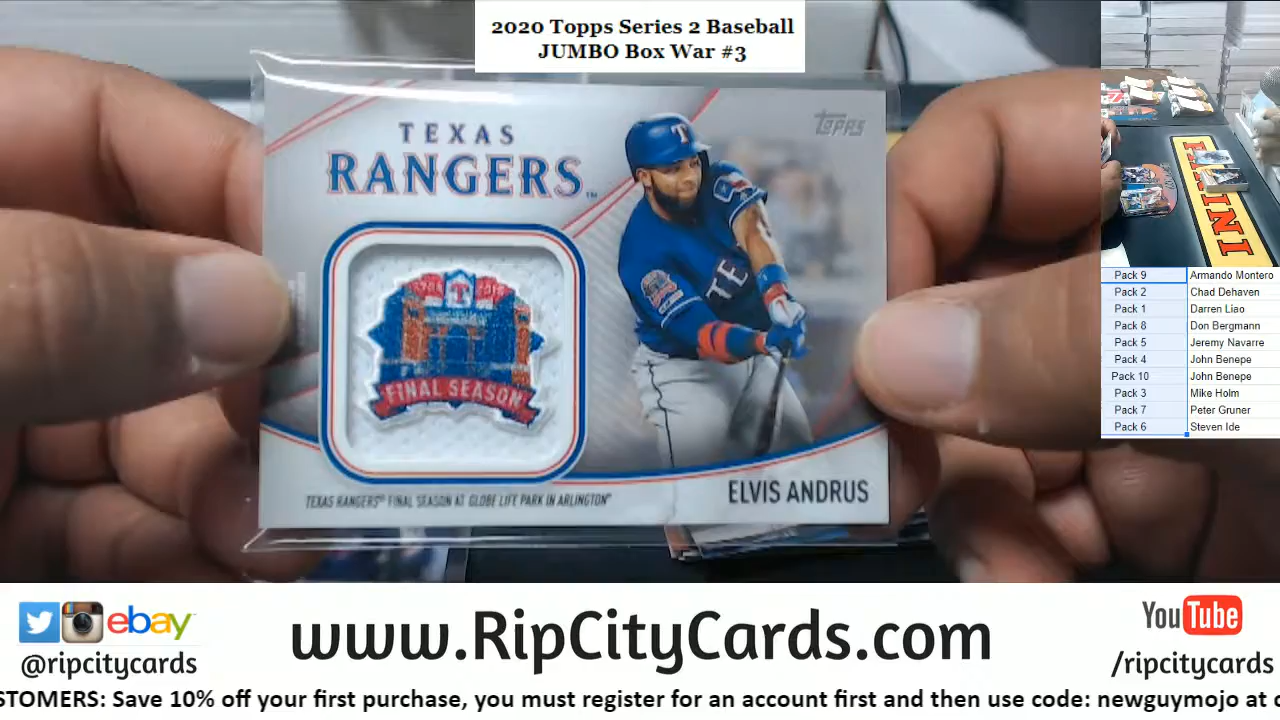 2020 Topps Series 2 Baseball
JUMBO Box War #3
TEXAS
RANGERS™
topps
T
TE
FINAL SEASON
TEXAS RANGERS® FINAL SEASON AT GLOBE LIFE PARK IN ARLINGTON®
ELVIS ANDRUS
PANINI
Pack 9 Armando Montero
Pack 2 Chad Dehaven
Pack 1 Darren Liao
Pack 8 Don Bergmann
Pack 5 Jeremy Navarre
Pack 4 John Benepe
Pack 10 John Benepe
Pack 3 Mike Holm
Pack 7 Peter Gruner
Pack 6 Steven Ide
ebay
@ripcitycards
www.RipCityCards.com
YouTube
/ripcitycards
STOMERS: Save 10% off your first purchase, you must register for an account first and then use code: newguymojo at c